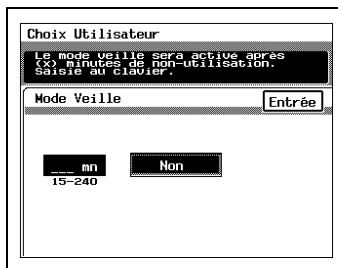 Choix Utilisateur
Le mode veille sera activé après
(x) minutes de non-utilisation.
Saisie au clavier.
Mode Veille
Entrée
___ mn
Non
15-240